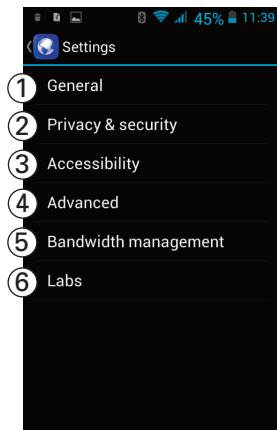 45% 11:39
Settings
1 General
2 Privacy & security
3 Accessibility
4 Advanced
5 Bandwidth management
6 Labs